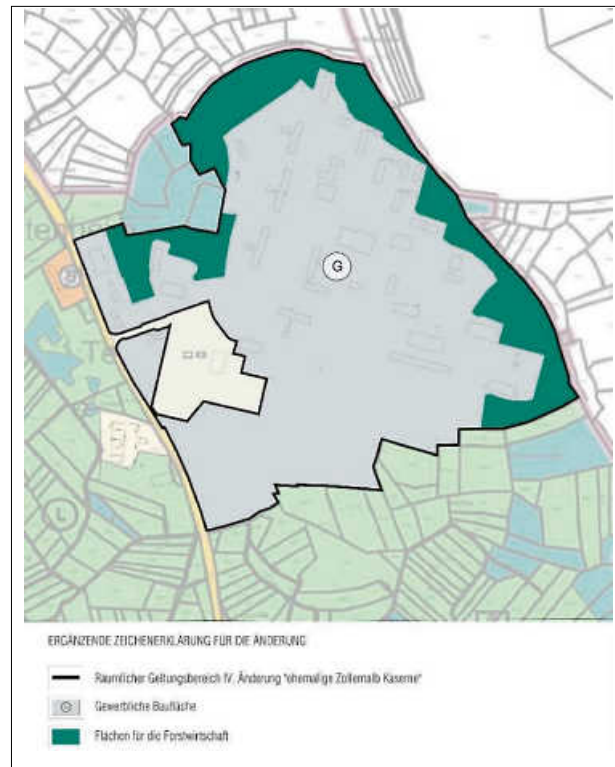 G
L
ERGÄNZENDE ZEICHENERKLÄRUNG FÜR DIE ÄNDERUNG
Räumlicher Geltungsbereich IV. Änderung "ehemalige Zollernalb Kaserne"
G Gewerbliche Baufläche
Flächen für die Forstwirtschaft